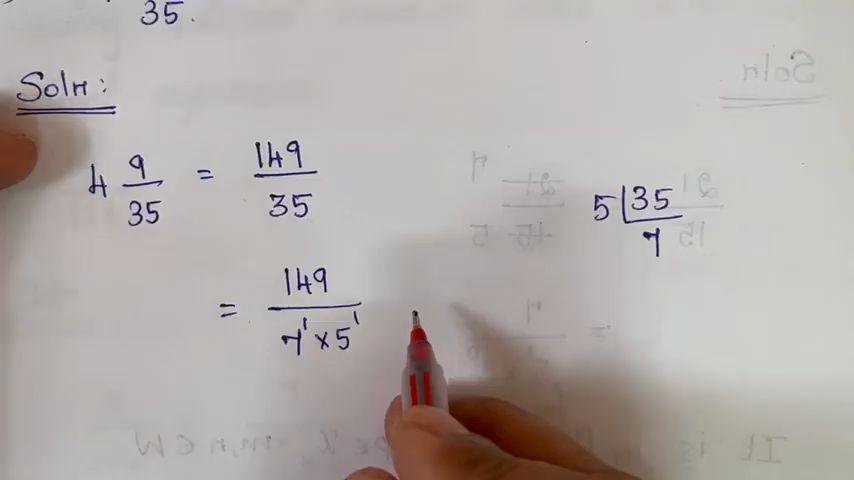 35.
Soln:
4 9/35 = 149/35
5 | 35
7
= 149/7¹ × 5¹